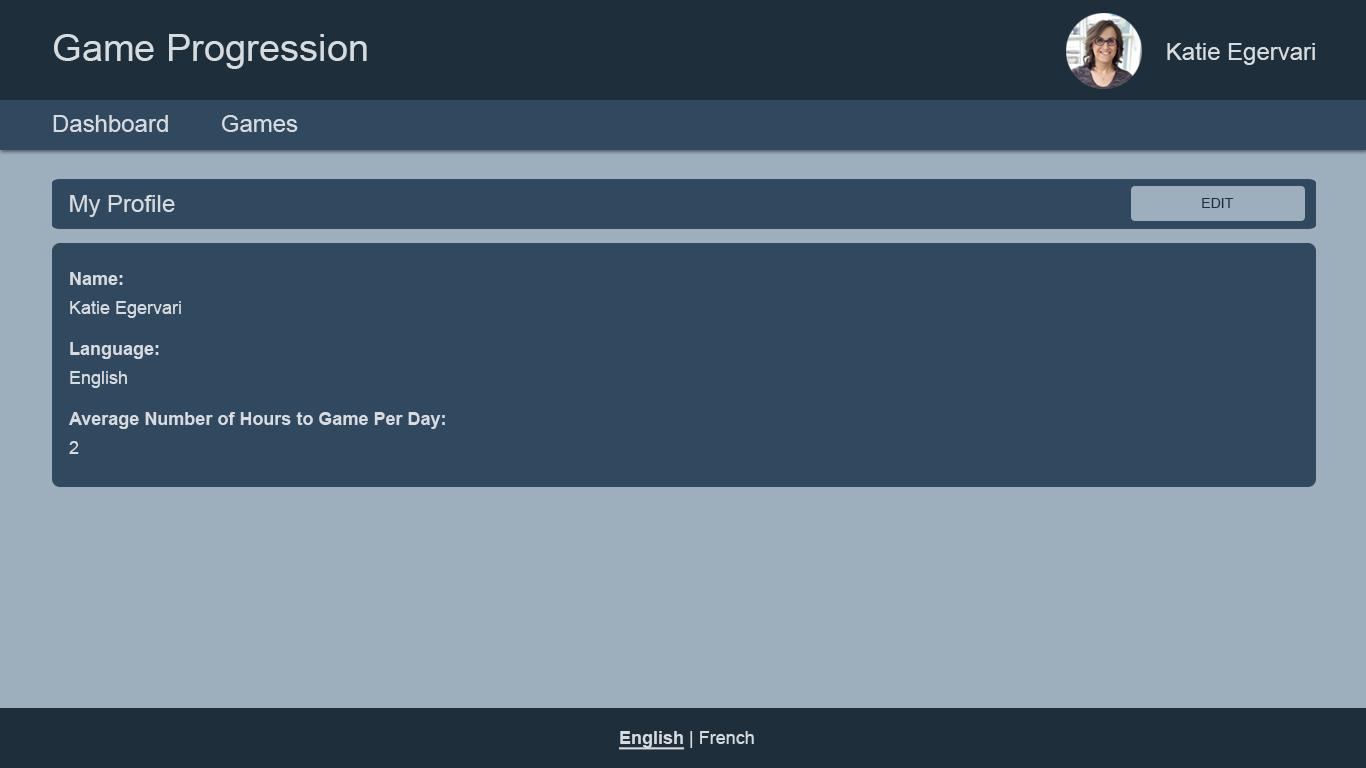 Game Progression
Katie Egervari
Dashboard Games
My Profile
EDIT
Name:
Katie Egervari
Language:
English
Average Number of Hours to Game Per Day:
2
English | French